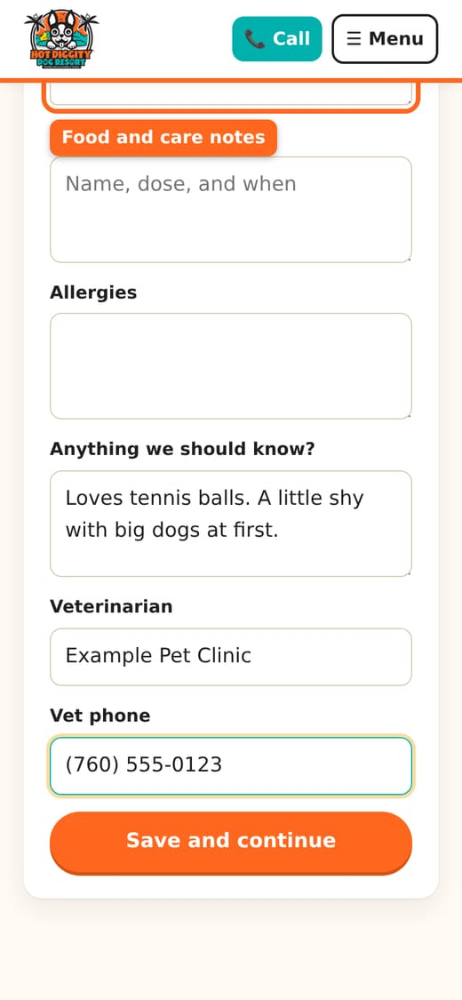 HOT DIGGITY
DOG RESORT
📞 Call
☰ Menu
Food and care notes
Name, dose, and when
Allergies
Anything we should know?
Loves tennis balls. A little shy
with big dogs at first.
Veterinarian
Example Pet Clinic
Vet phone
(760) 555-0123
Save and continue